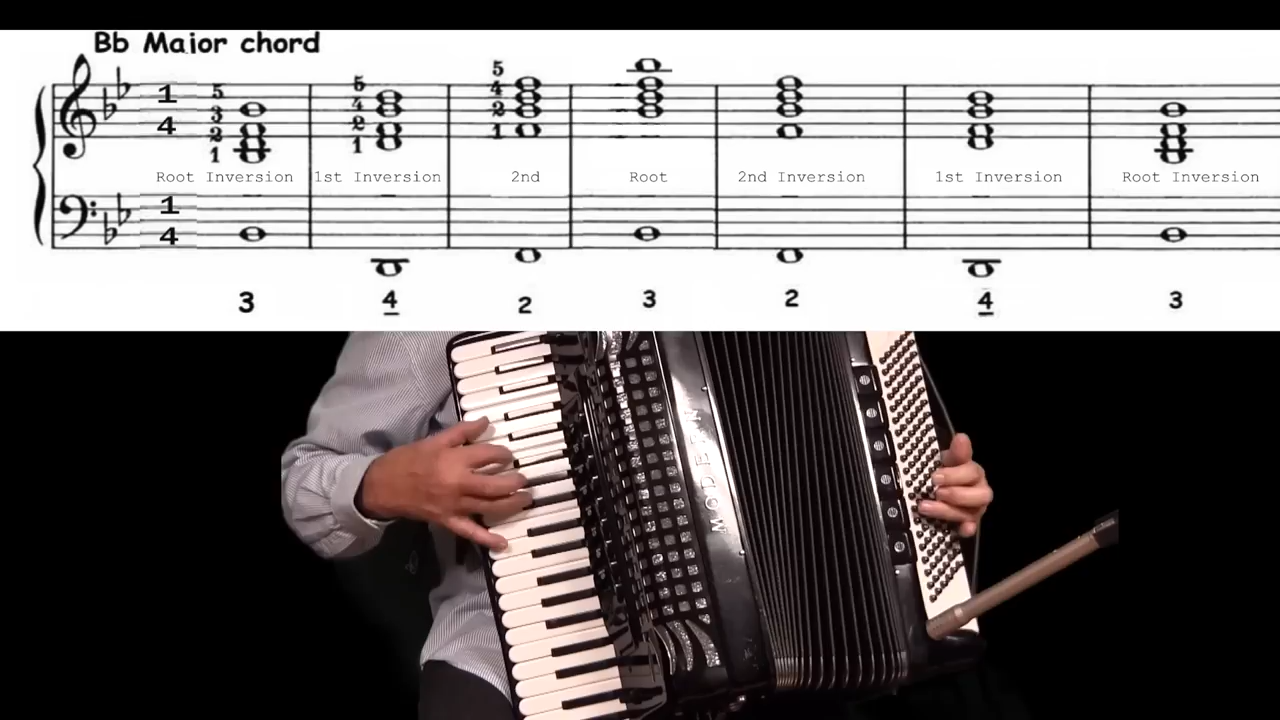 Bb Major chord
1 5 3 2 1 5 4 2 1 5 4 2 1 5
4
Root Inversion 1st Inversion 2nd Root 2nd Inversion 1st Inversion Root Inversion
1
4
3 4 2 3 2 4 3
MODERN